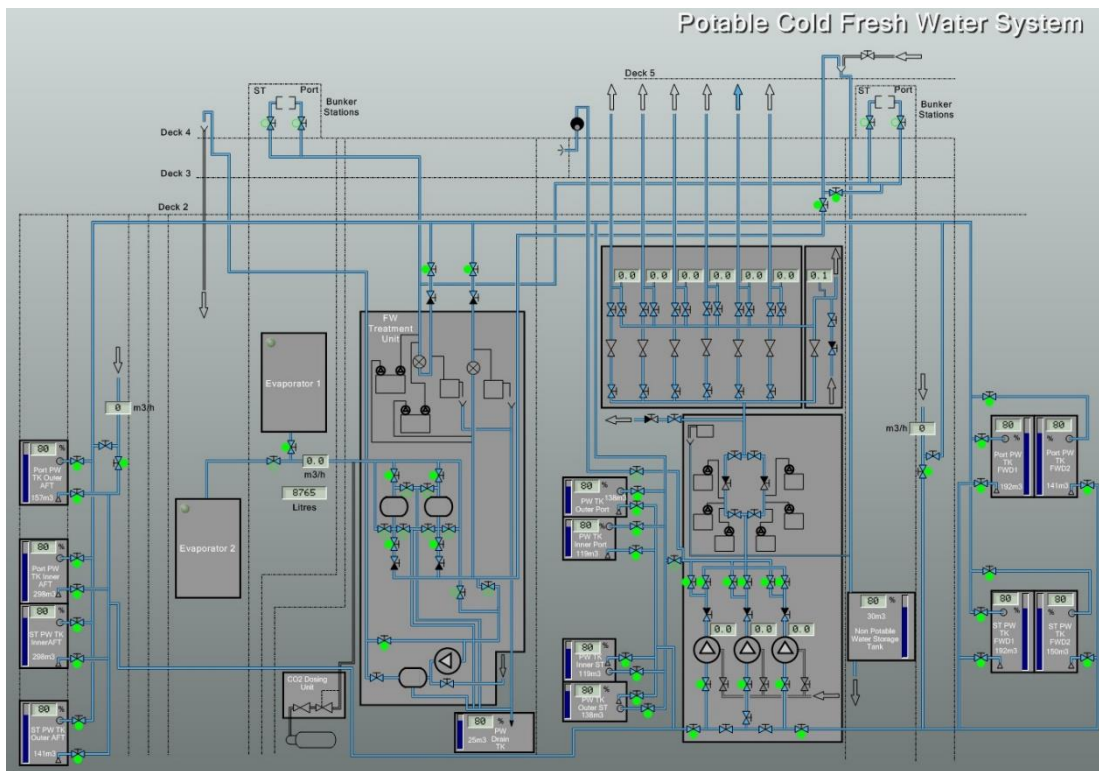 Potable Cold Fresh Water System
Deck 5
ST Port
Bunker
Stations
ST Port
Bunker
Stations
Deck 4
Deck 3
Deck 2
FW
Treatment
Unit
0.0 0.0 0.0 0.0 0.0 0.0 0.1
Evaporator 1
0 m3/h
m3/h 0
80 %
Port PW
TK Outer
AFT
157m3
0.0
m3/h
8765
Litres
Evaporator 2
80 %
Port PW
TK Inner
AFT
298m3
80 %
ST PW TK
InnerAFT
298m3
80 %
ST PW TK
Outer AFT
141m3
CO2 Dosing
Unit
80 %
PW
Drain
TK
25m3
80 %
138m3
PW TK
Outer Port
80 %
PW TK
Inner Port
119m3
80 %
PW TK
Inner ST
119m3
80 %
PW TK
Outer ST
138m3
0.0 0.0 0.0
80 %
30m3
Non Potable
Water Storage
Tank
80 %
Port PW
TK
FWD1
192m3
80
%
Port PW
TK
FWD2
141m3
80 %
ST PW
TK
FWD1
192m3
80
%
ST PW
TK
FWD2
150m3